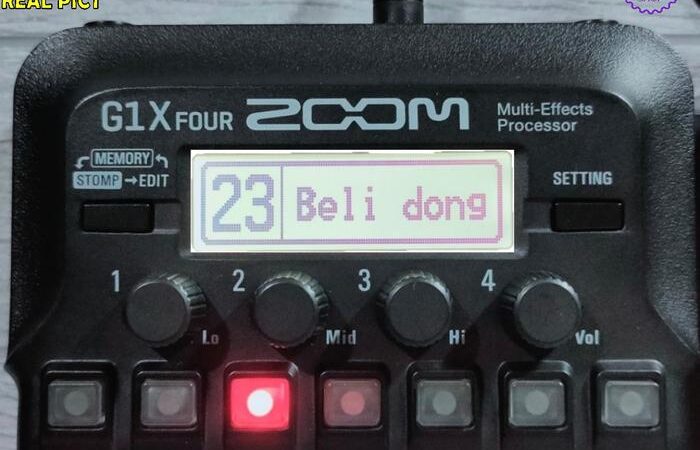 REAL PICT
G1X FOUR ZOOM Multi-Effects
Processor
MEMORY
STOMP →EDIT
SETTING
23 Beli dong
1 2 3 4
Lo Mid Hi Vol